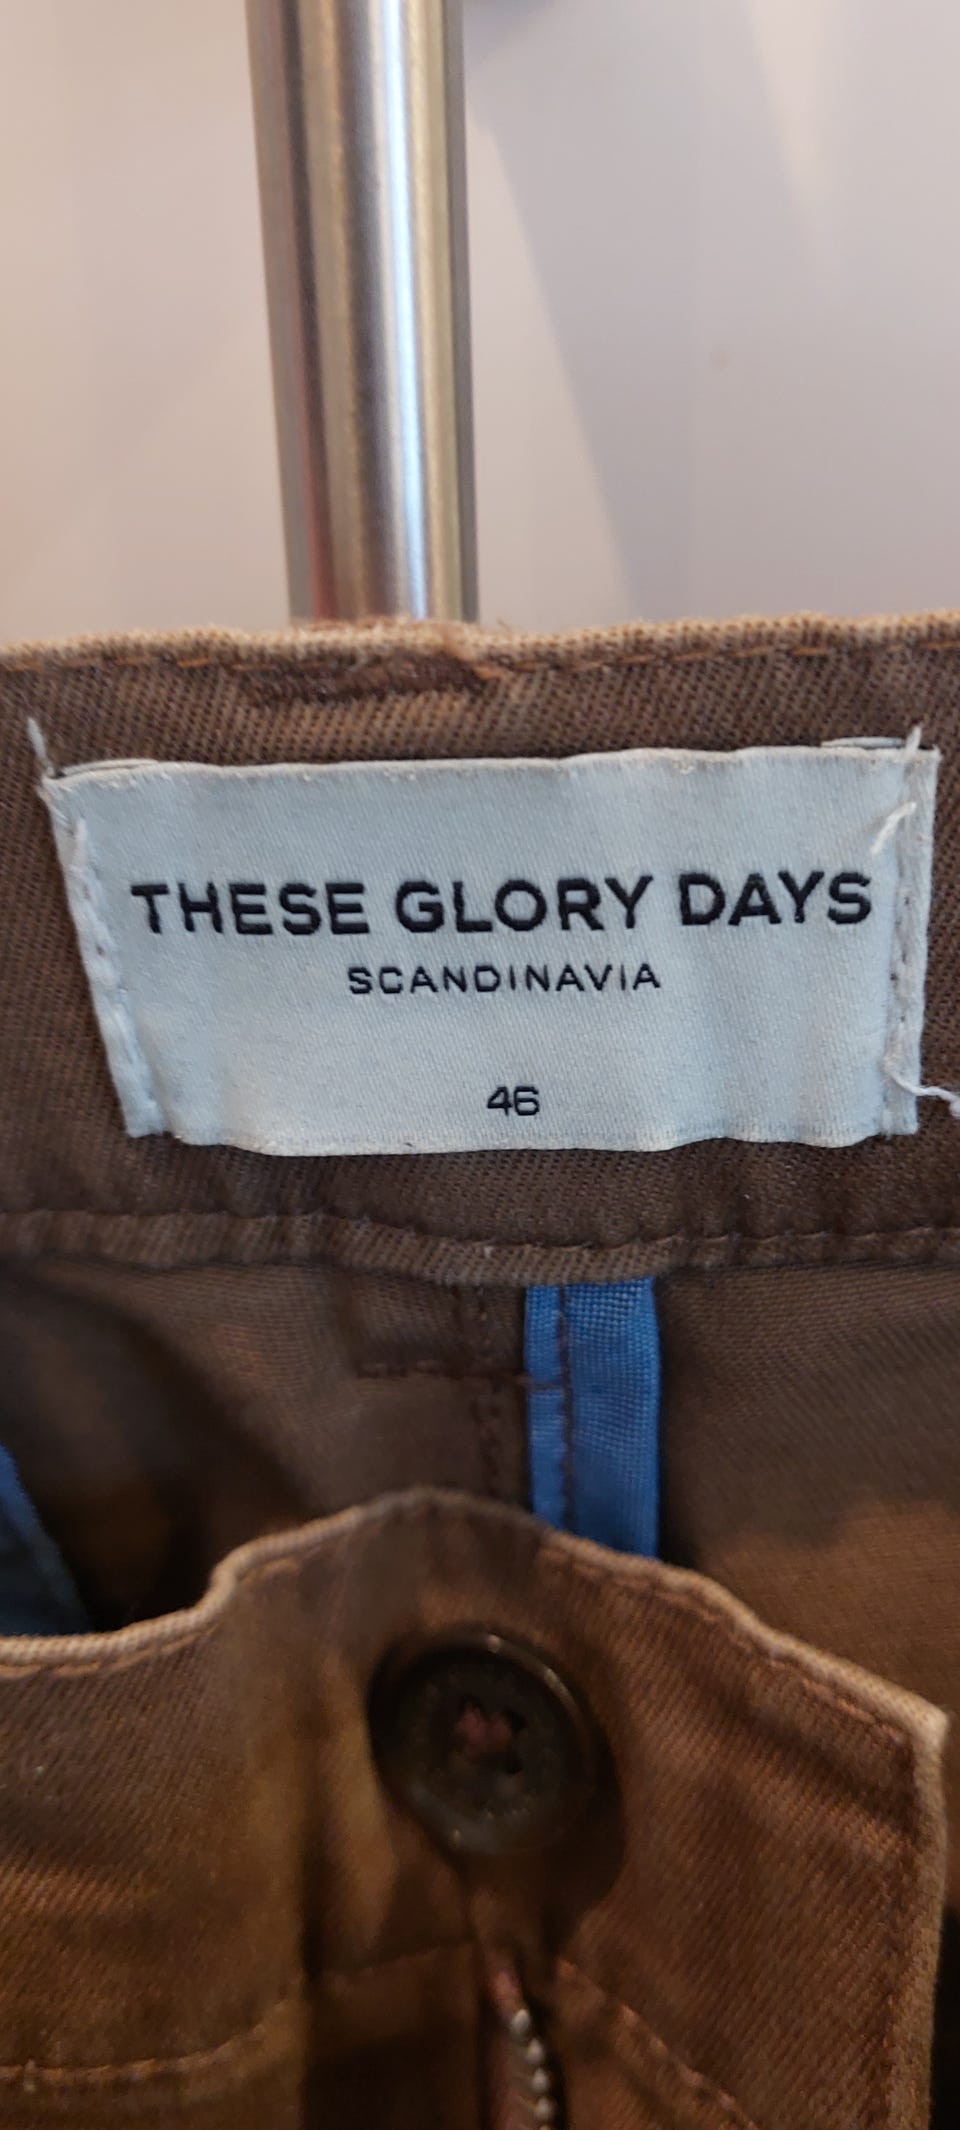 THESE GLORY DAYS
SCANDINAVIA
46